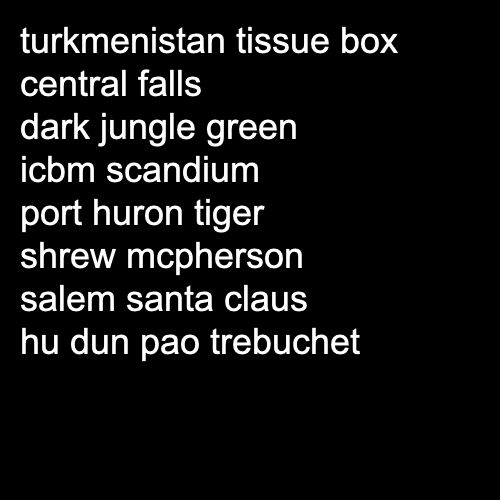 turkmenistan tissue box
central falls
dark jungle green
icbm scandium
port huron tiger
shrew mcpherson
salem santa claus
hu dun pao trebuchet